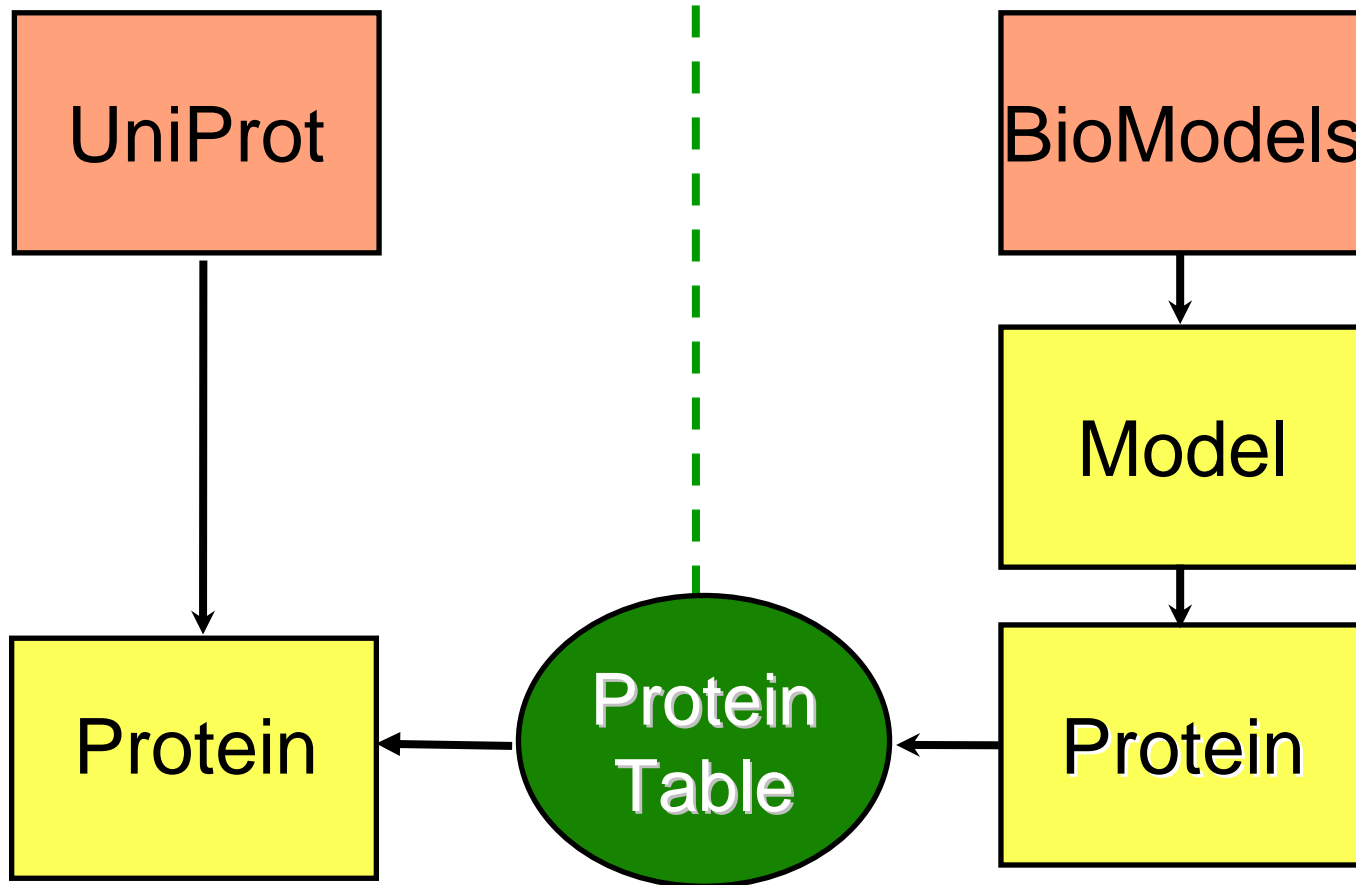 UniProt
BioModels
Model
Protein
Protein
Table
Protein